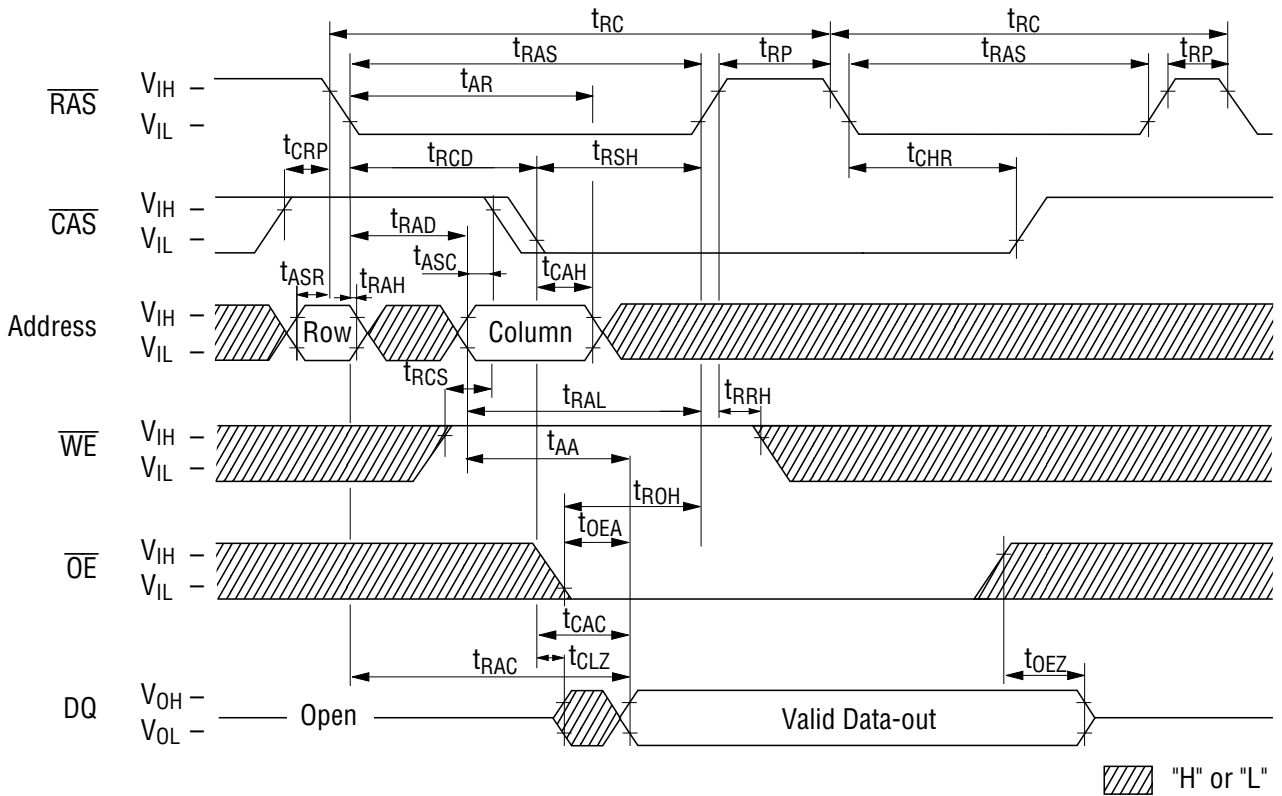 tRC tRC
tRAS tRP tRAS tRP
tAR
RAS VIH –
VIL –
tCRP tRCD tRSH tCHR
CAS VIH –
VIL –
tRAD
tASC tCAH
tASR tRAH
Address VIH –
VIL –
Row Column
tRCS tRAL tRRH
WE VIH –
VIL –
tAA
tROH
tOEA
OE VIH –
VIL –
tCAC
tRAC tCLZ tOEZ
DQ VOH –
VOL –
Open Valid Data-out
"H" or "L"